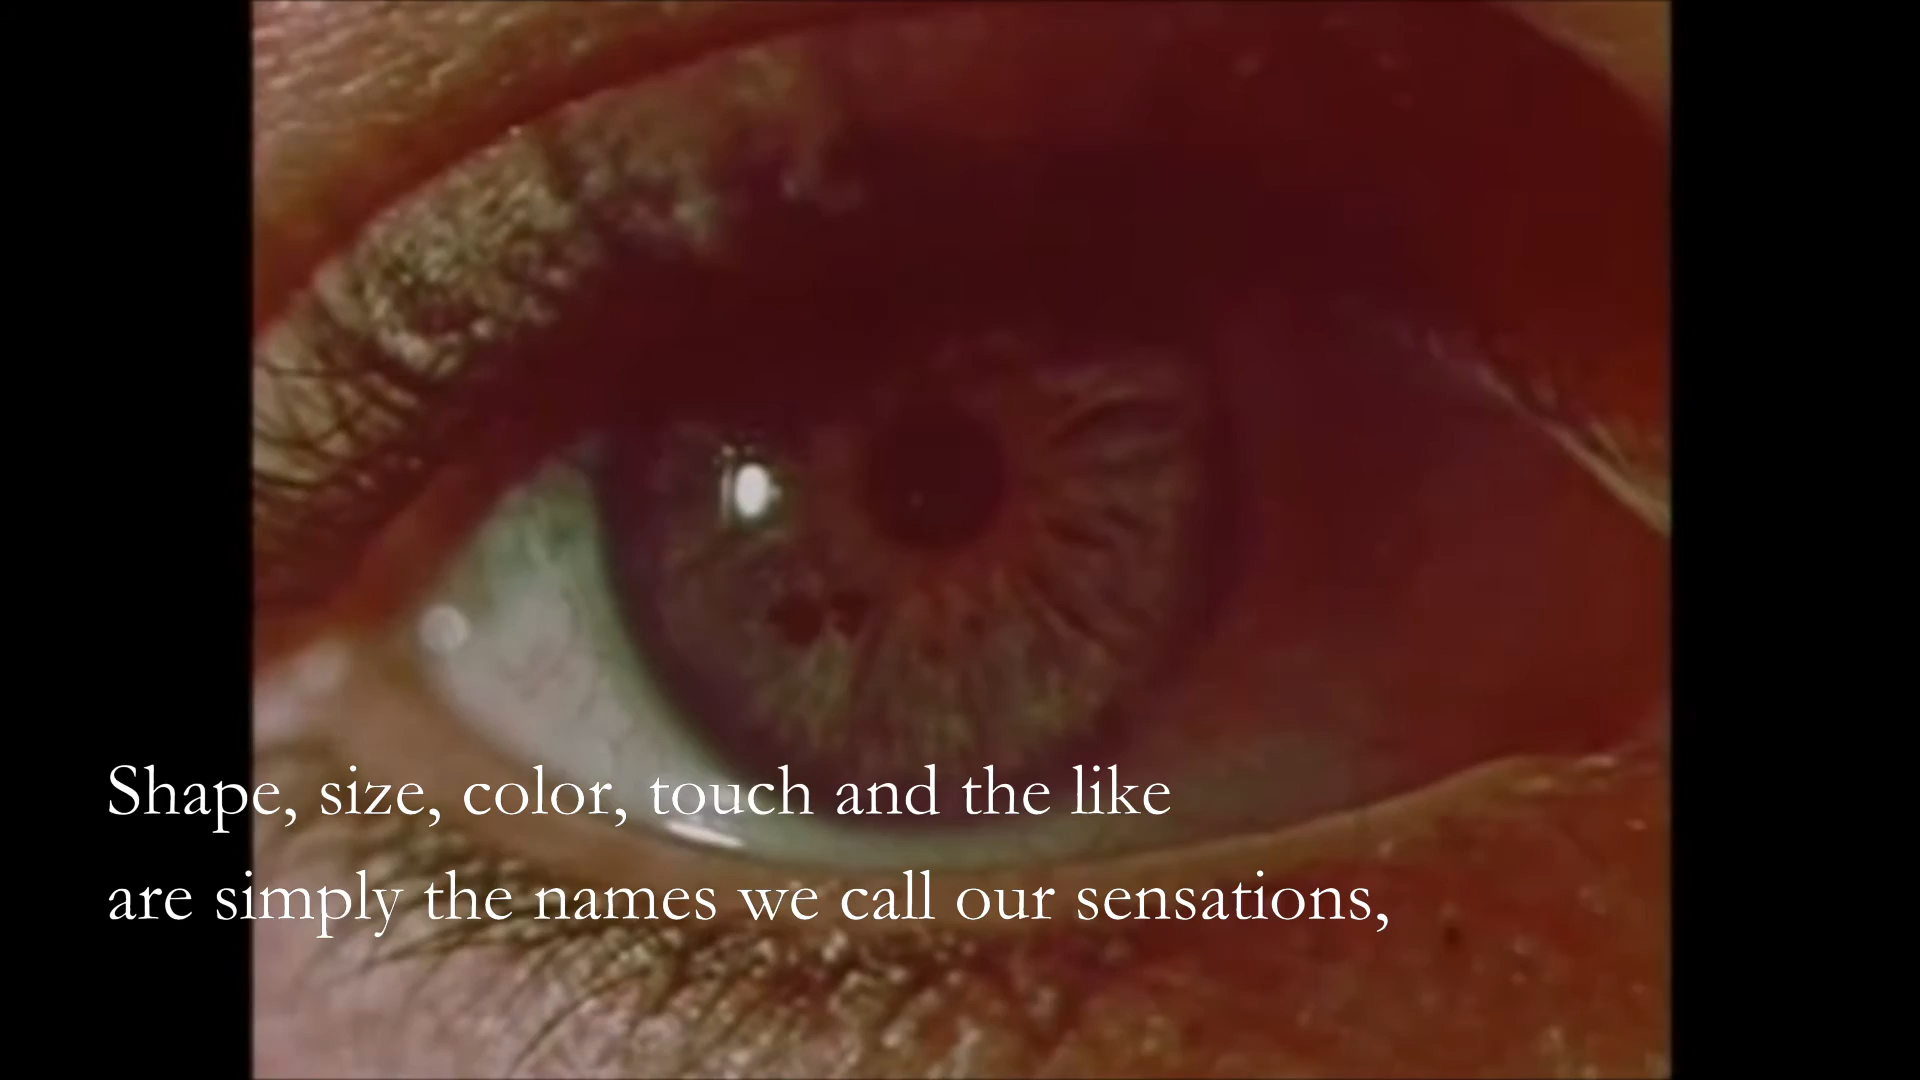 Shape, size, color, touch and the like
are simply the names we call our sensations,